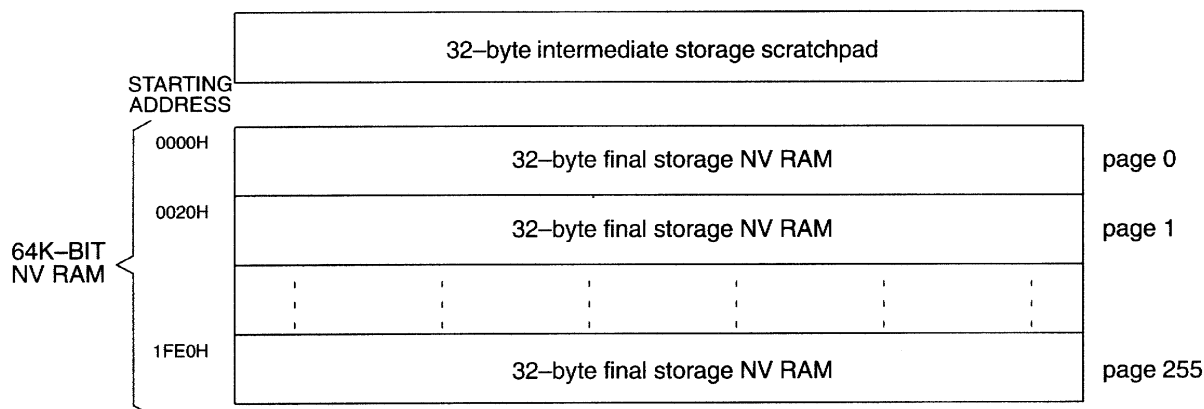 32–byte intermediate storage scratchpad
STARTING
ADDRESS
0000H
32–byte final storage NV RAM
page 0
0020H
32–byte final storage NV RAM
page 1
64K–BIT
NV RAM
1FE0H
32–byte final storage NV RAM
page 255